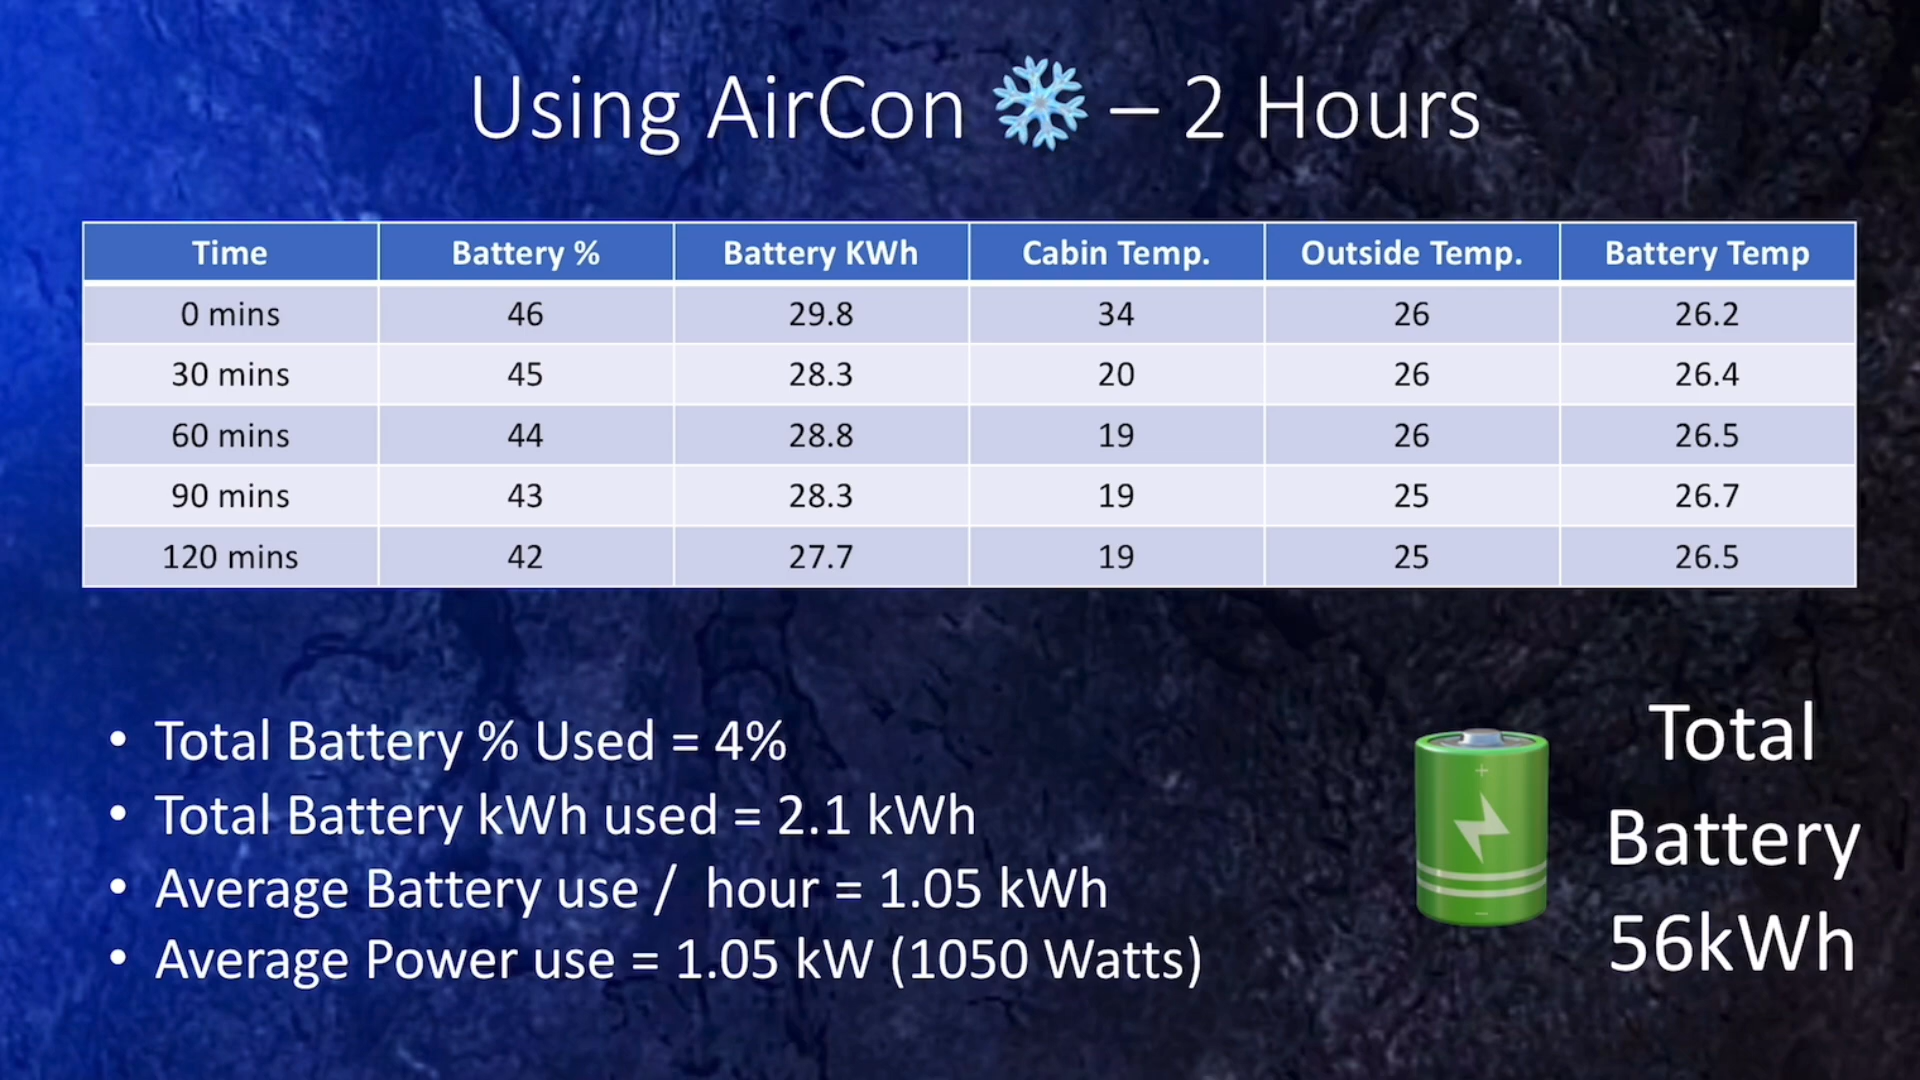 Using AirCon ❄ – 2 Hours
Time Battery % Battery KWh Cabin Temp. Outside Temp. Battery Temp
0 mins 46 29.8 34 26 26.2
30 mins 45 28.3 20 26 26.4
60 mins 44 28.8 19 26 26.5
90 mins 43 28.3 19 25 26.7
120 mins 42 27.7 19 25 26.5
• Total Battery % Used = 4%
• Total Battery kWh used = 2.1 kWh
• Average Battery use / hour = 1.05 kWh
• Average Power use = 1.05 kW (1050 Watts)
Total
Battery
56kWh